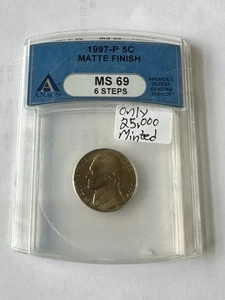 1997-P 5C
MATTE FINISH
ANACS
MS 69
6 STEPS
AMERICA'S
OLDEST
GRADING
SERVICE
only
25,000
Minted